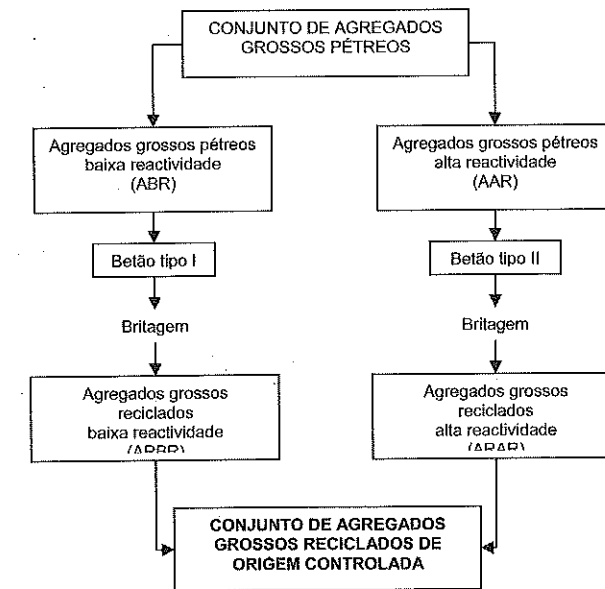 CONJUNTO DE AGREGADOS
GROSSOS PÉTREOS
Agregados grossos pétreos
baixa reactividade
(ABR)
Agregados grossos pétreos
alta reactividade
(AAR)
Betão tipo I
Betão tipo II
Britagem
Britagem
Agregados grossos
reciclados
baixa reactividade
(ARBR)
Agregados grossos
reciclados
alta reactividade
(ARAR)
CONJUNTO DE AGREGADOS
GROSSOS RECICLADOS DE
ORIGEM CONTROLADA